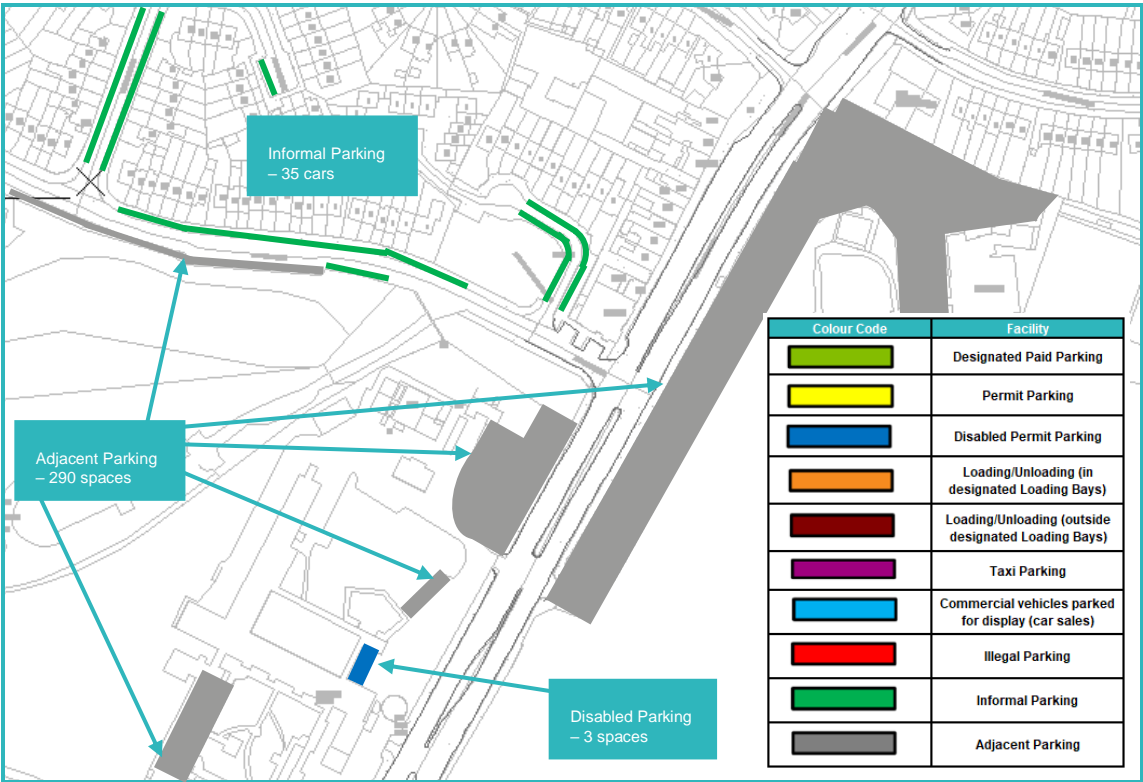 Informal Parking
– 35 cars
Adjacent Parking
– 290 spaces
Disabled Parking
– 3 spaces
Colour Code Facility
Designated Paid Parking
Permit Parking
Disabled Permit Parking
Loading/Unloading (in
designated Loading Bays)
Loading/Unloading (outside
designated Loading Bays)
Taxi Parking
Commercial vehicles parked
for display (car sales)
Illegal Parking
Informal Parking
Adjacent Parking